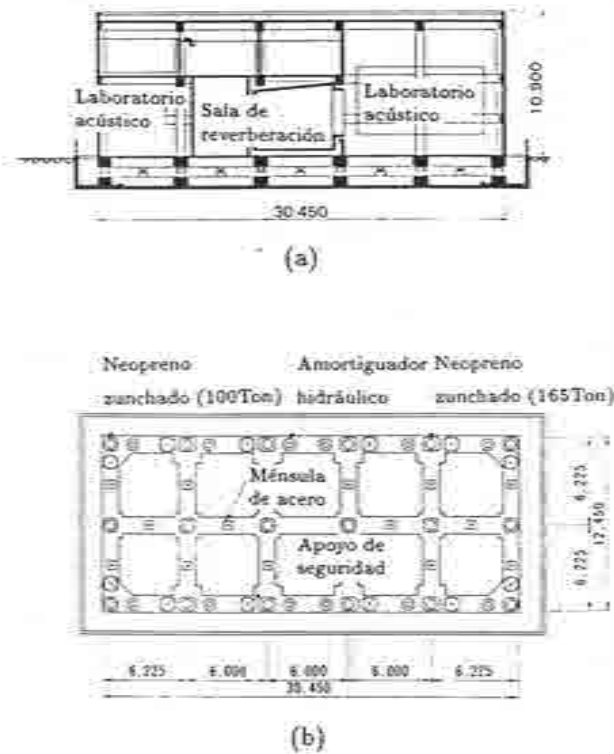 Laboratorio
acústico
Sala de
reverberación
Laboratorio
acústico
10.900
30.450
(a)
Neopreno
zunchado (100Ton)
Amortiguador
hidráulico
Neopreno
zunchado (165Ton)
Ménsula
de acero
Apoyo de
seguridad
6.225
6.225
12.450
6.225
6.000
6.000
6.000
6.225
30.450
(b)